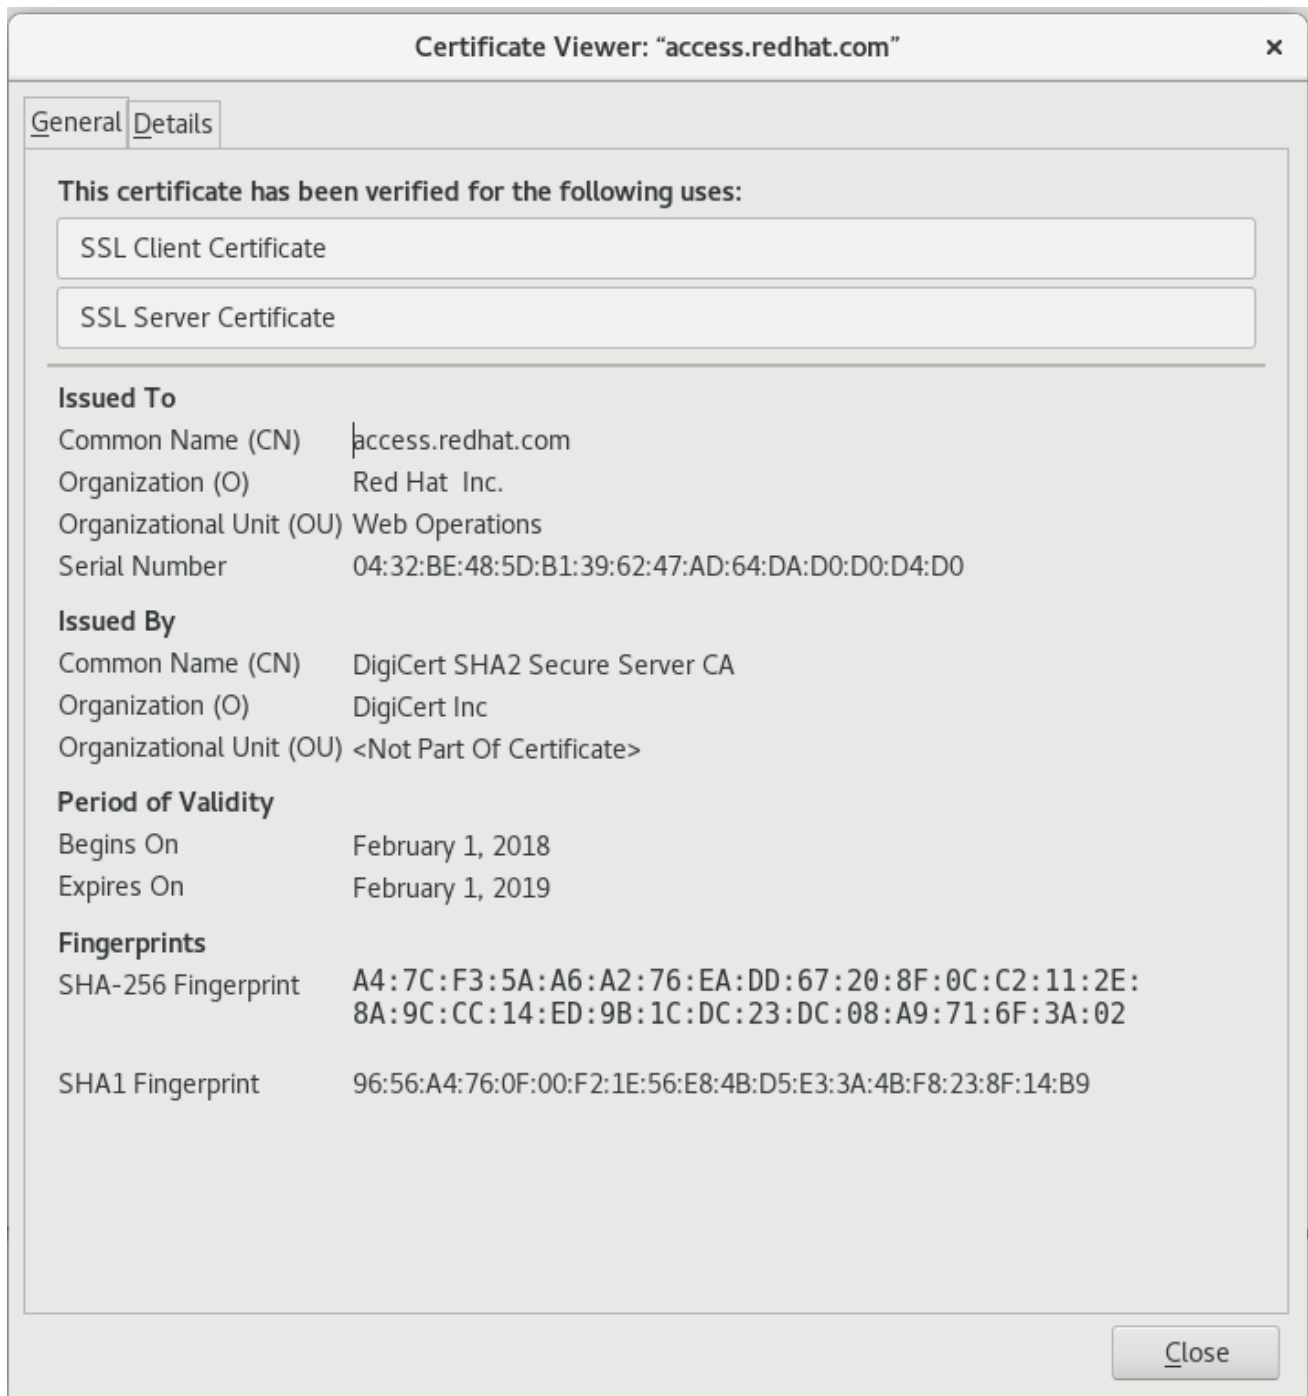 Certificate Viewer: “access.redhat.com”
×
General Details
This certificate has been verified for the following uses:
SSL Client Certificate
SSL Server Certificate
Issued To
Common Name (CN) access.redhat.com
Organization (O) Red Hat  Inc.
Organizational Unit (OU) Web Operations
Serial Number 04:32:BE:48:5D:B1:39:62:47:AD:64:DA:D0:D0:D4:D0
Issued By
Common Name (CN) DigiCert SHA2 Secure Server CA
Organization (O) DigiCert Inc
Organizational Unit (OU) <Not Part Of Certificate>
Period of Validity
Begins On February 1, 2018
Expires On February 1, 2019
Fingerprints
SHA-256 Fingerprint A4:7C:F3:5A:A6:A2:76:EA:DD:67:20:8F:0C:C2:11:2E:
8A:9C:CC:14:ED:9B:1C:DC:23:DC:08:A9:71:6F:3A:02
SHA1 Fingerprint 96:56:A4:76:0F:00:F2:1E:56:E8:4B:D5:E3:3A:4B:F8:23:8F:14:B9
Close